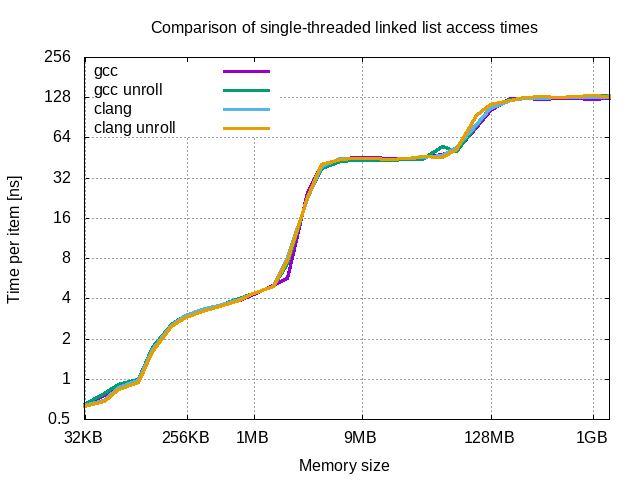 Comparison of single-threaded linked list access times
256
128
64
32
16
8
4
2
1
0.5
Time per item [ns]
gcc
gcc unroll
clang
clang unroll
32KB 256KB 1MB 9MB 128MB 1GB
Memory size